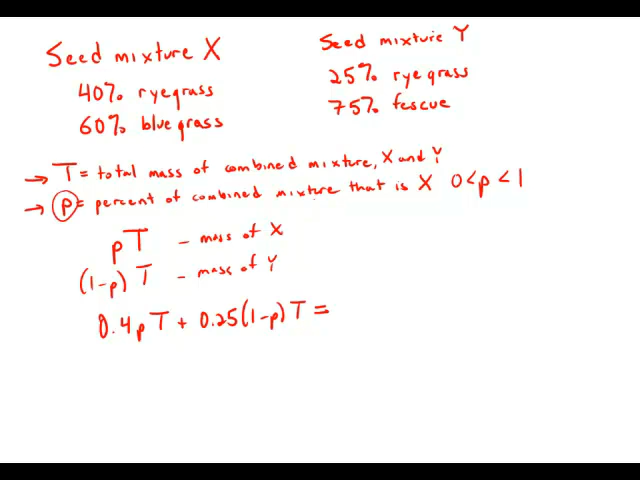 Seed mixture X
40% ryegrass
60% bluegrass
Seed mixture Y
25% ryegrass
75% fescue
→ T = total mass of combined mixture, X and Y
→ p = percent of combined mixture that is X 0 < p < 1
pT – mass of X
(1-p) T – mass of Y
0.4pT + 0.25(1-p)T =